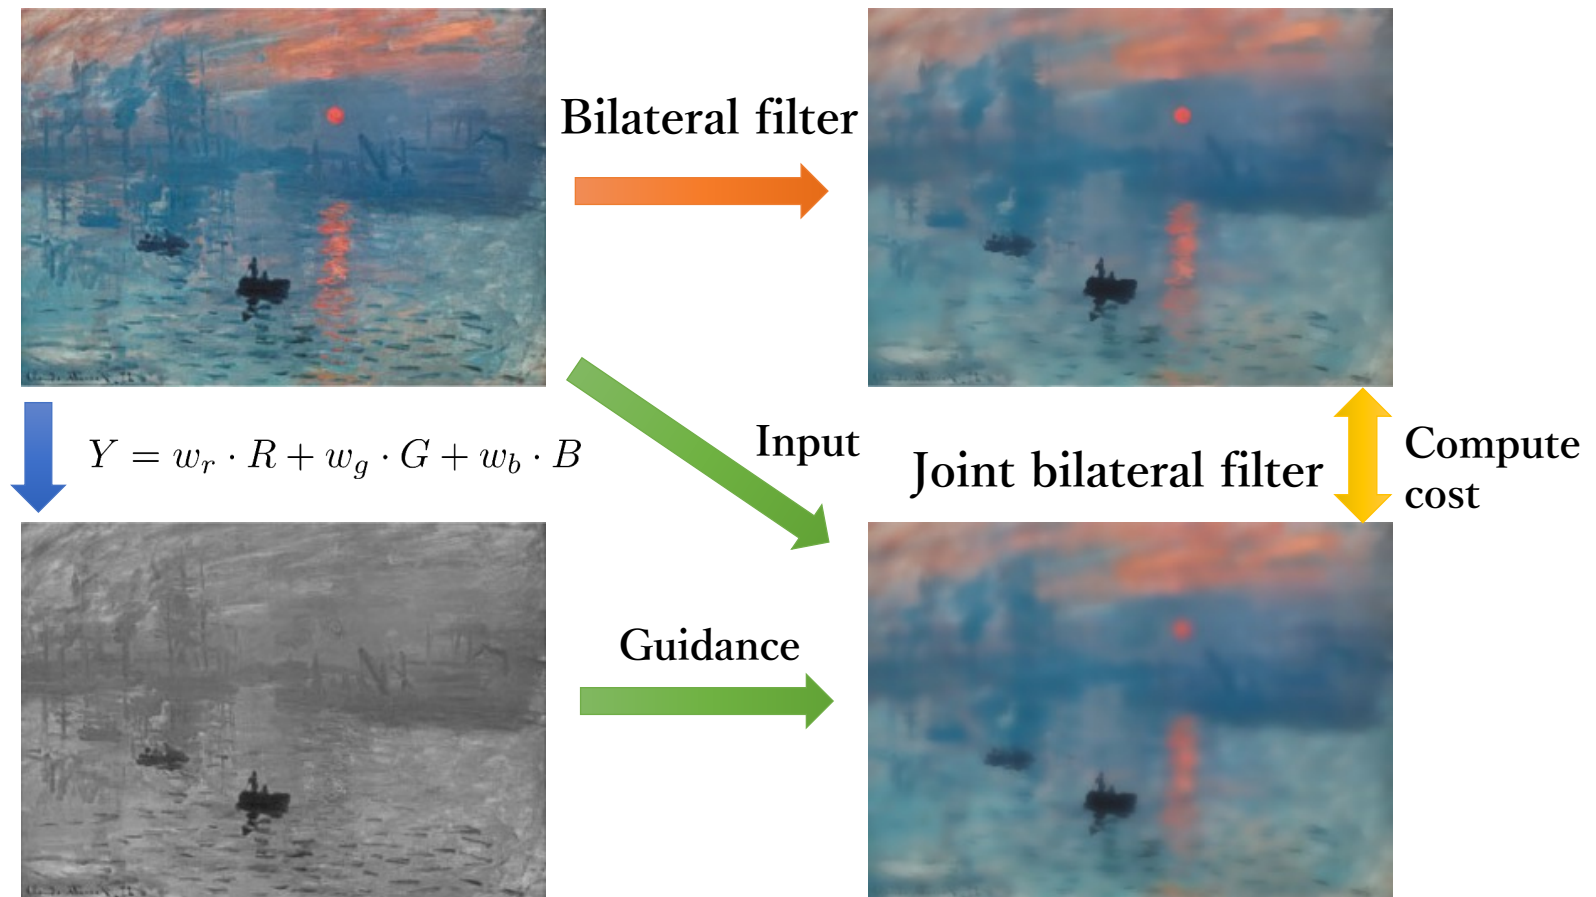 Bilateral filter
Y = w_r · R + w_g · G + w_b · B
Input
Joint bilateral filter
Compute
cost
Guidance